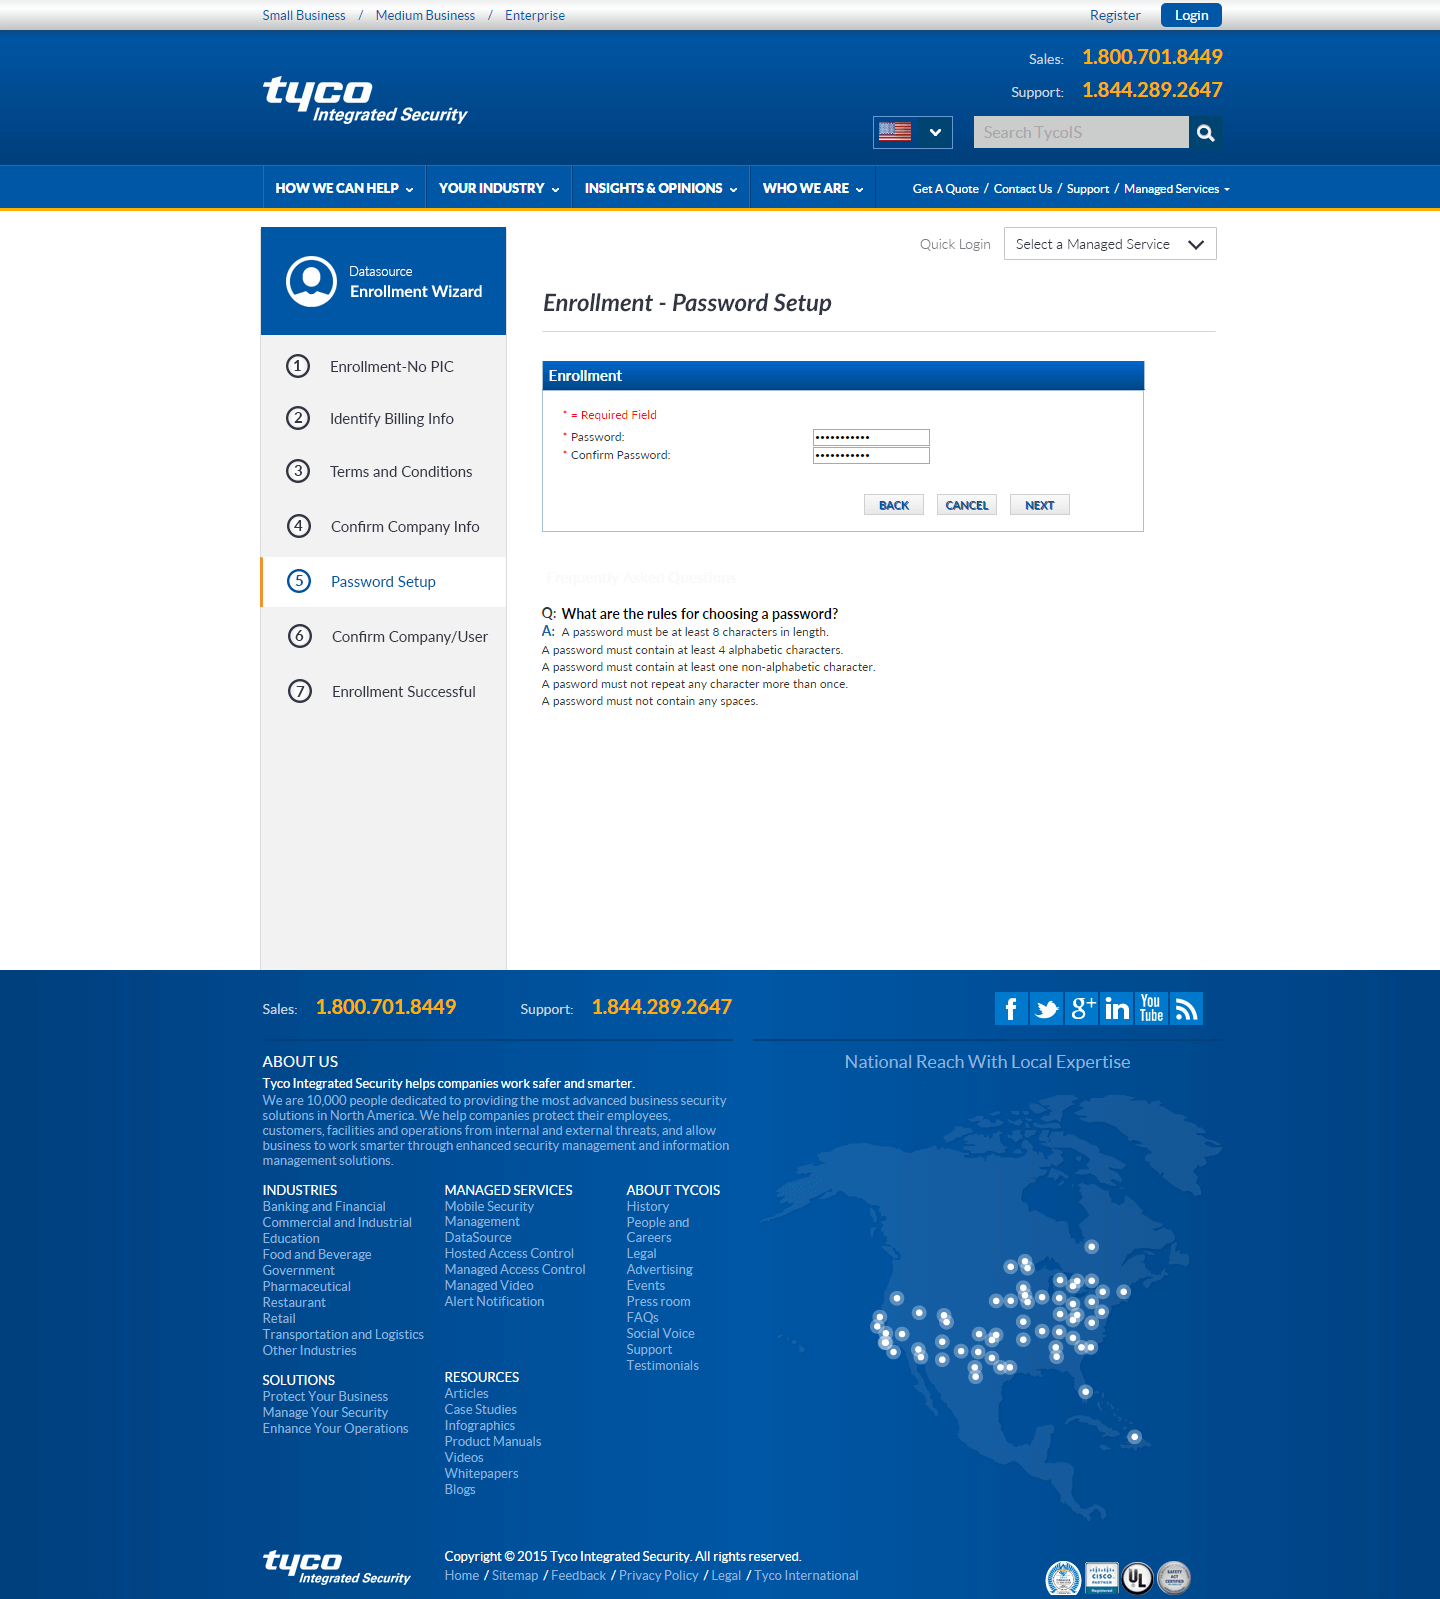 Small Business / Medium Business / Enterprise
Register Login
Sales: 1.800.701.8449
Support: 1.844.289.2647
tyco
Integrated Security
Search TycoIS
HOW WE CAN HELP YOUR INDUSTRY INSIGHTS & OPINIONS WHO WE ARE
Get A Quote / Contact Us / Support / Managed Services
Datasource
Enrollment Wizard
1 Enrollment-No PIC
2 Identify Billing Info
3 Terms and Conditions
4 Confirm Company Info
5 Password Setup
6 Confirm Company/User
7 Enrollment Successful
Quick Login Select a Managed Service
Enrollment - Password Setup
Enrollment
* = Required Field
* Password: •••••••••••
* Confirm Password: •••••••••••
BACK CANCEL NEXT
Frequently Asked Questions
Q: What are the rules for choosing a password?
A: A password must be at least 8 characters in length.
A password must contain at least 4 alphabetic characters.
A password must contain at least one non-alphabetic character.
A pasword must not repeat any character more than once.
A password must not contain any spaces.
Sales: 1.800.701.8449 Support: 1.844.289.2647
f g+ in You Tube
ABOUT US
Tyco Integrated Security helps companies work safer and smarter.
We are 10,000 people dedicated to providing the most advanced business security
solutions in North America. We help companies protect their employees,
customers, facilities and operations from internal and external threats, and allow
business to work smarter through enhanced security management and information
management solutions.
National Reach With Local Expertise
INDUSTRIES
Banking and Financial
Commercial and Industrial
Education
Food and Beverage
Government
Pharmaceutical
Restaurant
Retail
Transportation and Logistics
Other Industries
SOLUTIONS
Protect Your Business
Manage Your Security
Enhance Your Operations
MANAGED SERVICES
Mobile Security
Management
DataSource
Hosted Access Control
Managed Access Control
Managed Video
Alert Notification
RESOURCES
Articles
Case Studies
Infographics
Product Manuals
Videos
Whitepapers
Blogs
ABOUT TYCOIS
History
People and
Careers
Legal
Advertising
Events
Press room
FAQs
Social Voice
Support
Testimonials
tyco
Integrated Security
Copyright © 2015 Tyco Integrated Security. All rights reserved.
Home / Sitemap / Feedback / Privacy Policy / Legal / Tyco International
CISCO
PARTNER
Registered
UL
SAFETY
ACT
CERTIFIED